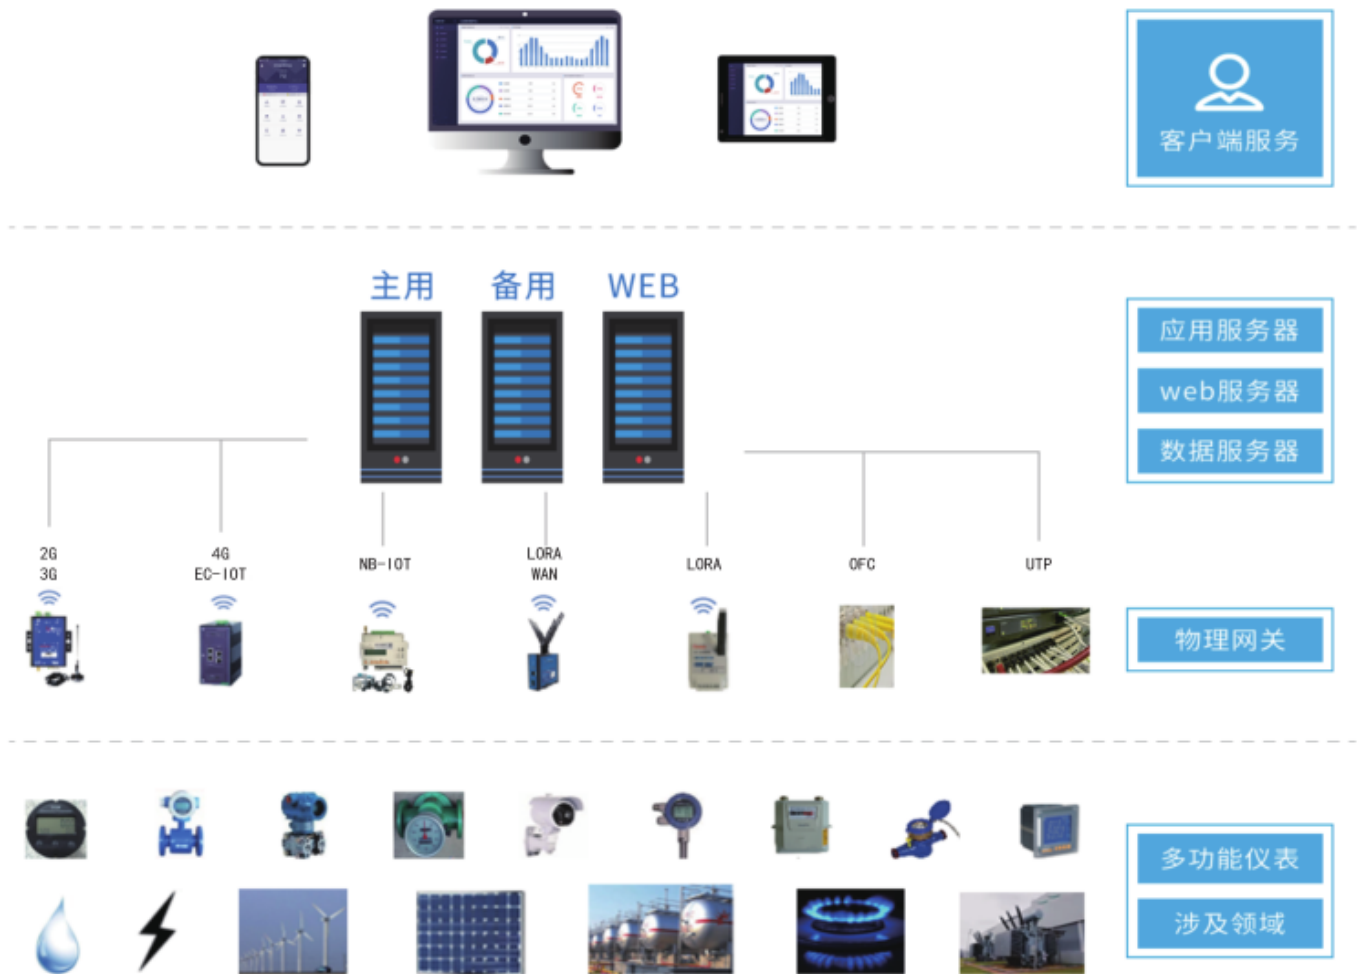 客户端服务
主用 备用 WEB
应用服务器
web服务器
数据服务器
2G
3G
4G
EC-IOT
NB-IOT
LORA
WAN
LORA
OFC
UTP
物理网关
多功能仪表
涉及领域